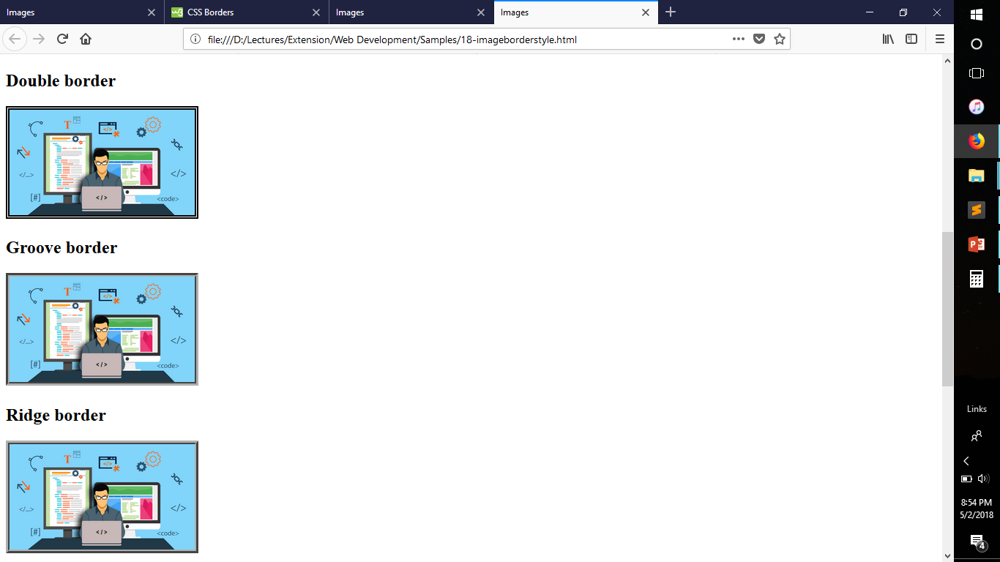 Images
w3 CSS Borders
Images
Images
file:///D:/Lectures/Extension/Web Development/Samples/18-imageborderstyle.html
Double border
T
</>
</...>
</>
[#]
</>
<code>
Groove border
T
</>
</...>
</>
[#]
</>
<code>
Ridge border
T
</>
</...>
</>
[#]
</>
<code>
Links
8:54 PM
5/2/2018
4